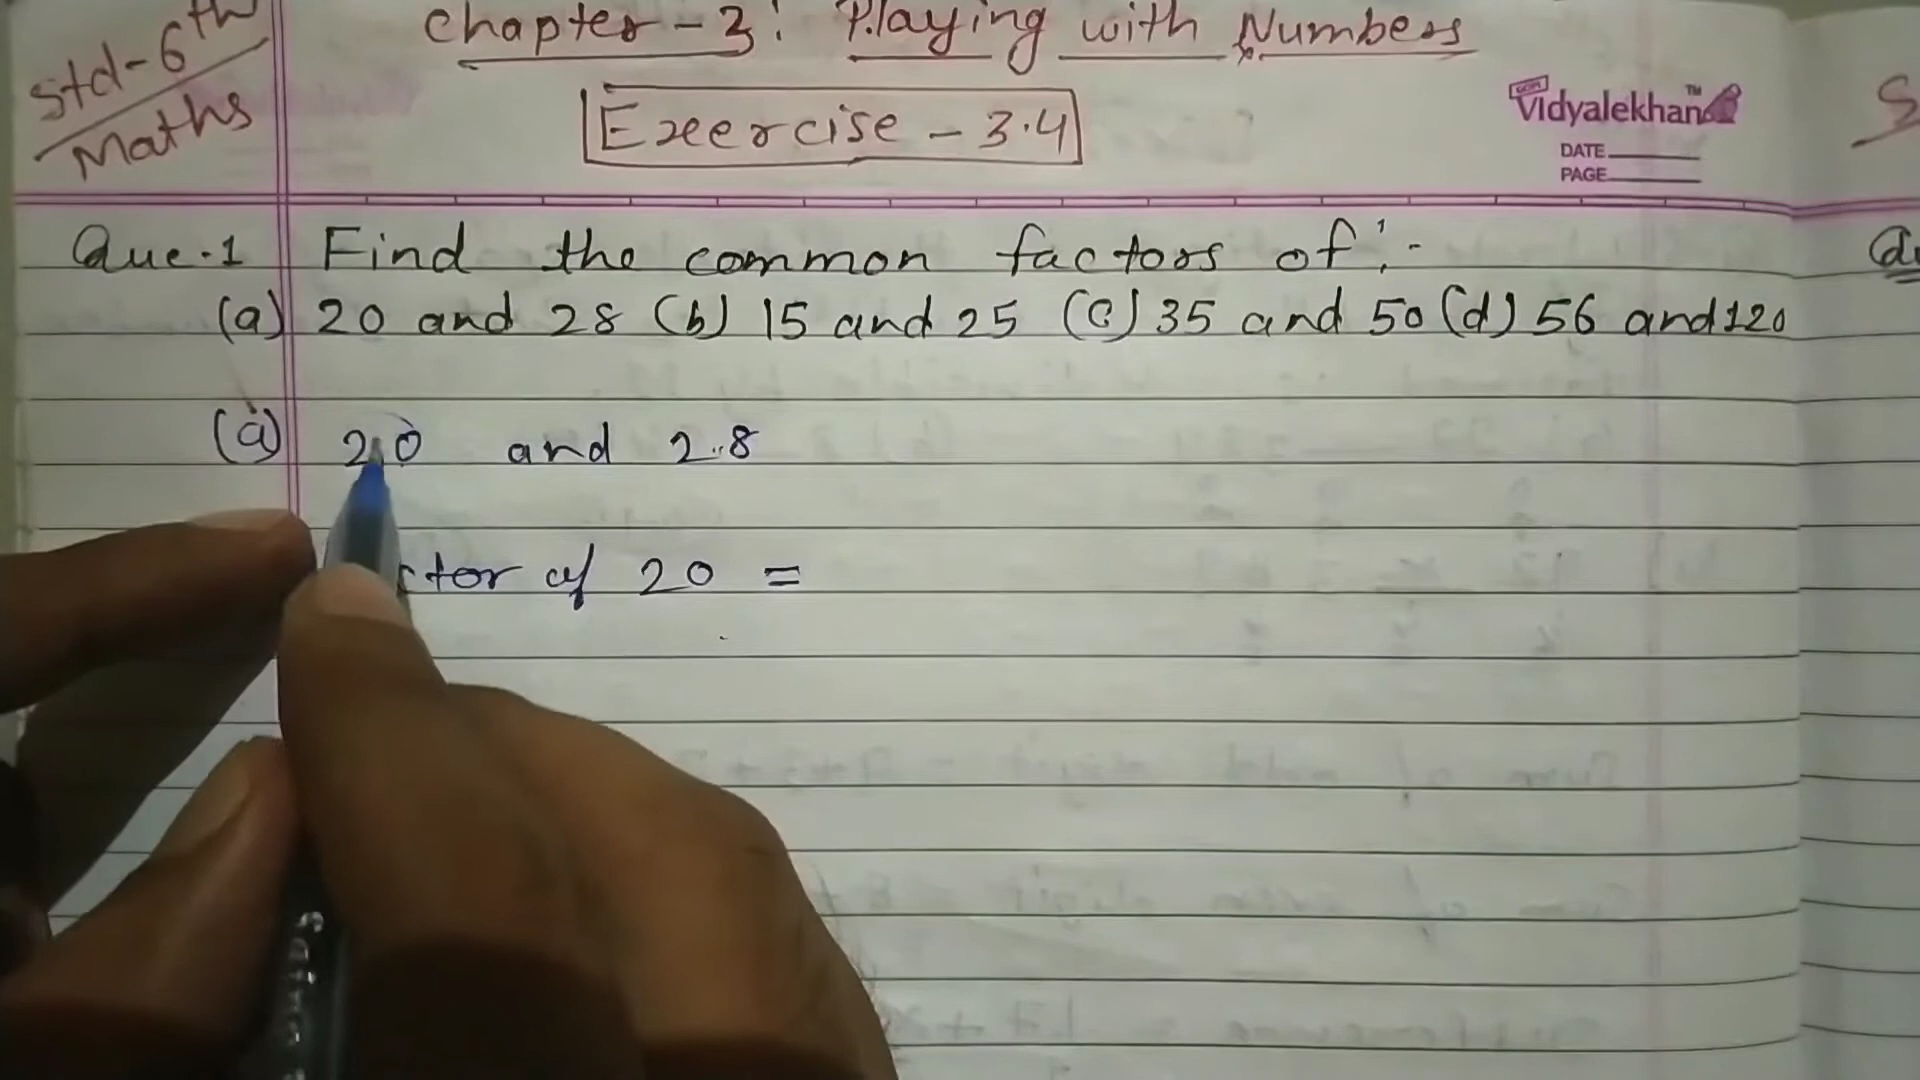 Std-6th
Maths
Chapter-3: Playing with Numbers
Exercise-3.4
Vidyalekhan™
DATE
PAGE
Que.1 Find the common factors of:-
(a) 20 and 28 (b) 15 and 25 (c) 35 and 50 (d) 56 and 120
(a) 20 and 28
ctor of 20 =